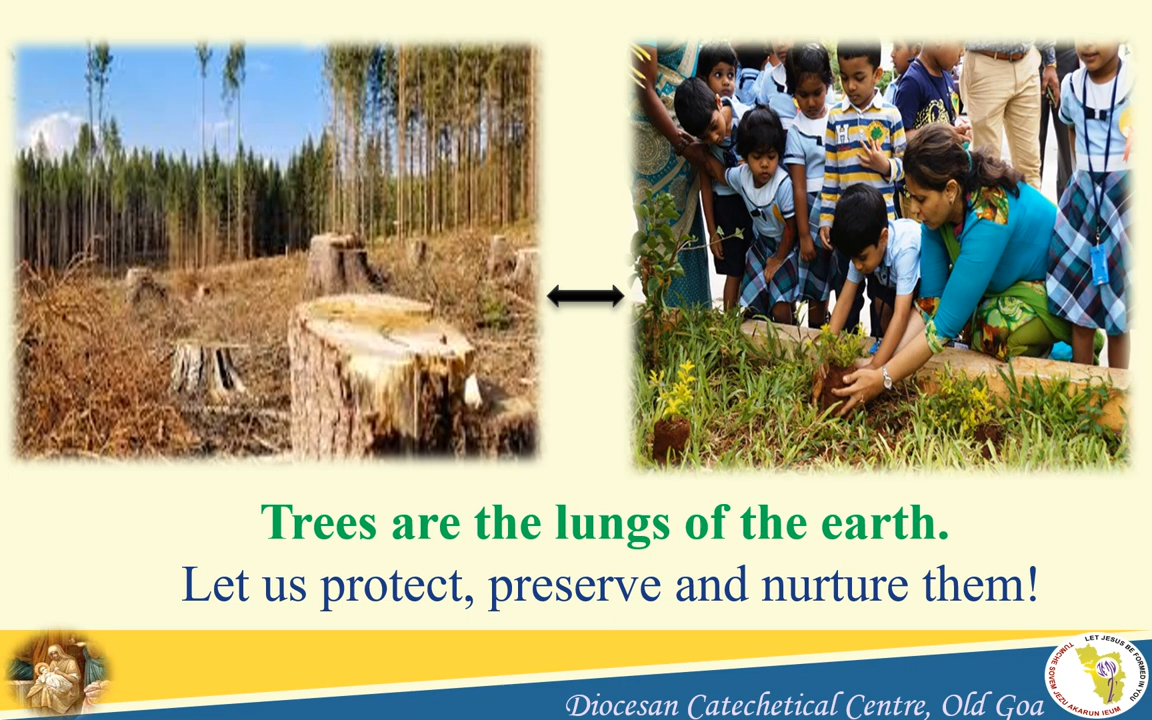 Trees are the lungs of the earth.
Let us protect, preserve and nurture them!
LET JESUS BE FORMED IN YOU
TUMCHE SOVEM JEZU AKARUN IEUM
Diocesan Catechetical Centre, Old Goa